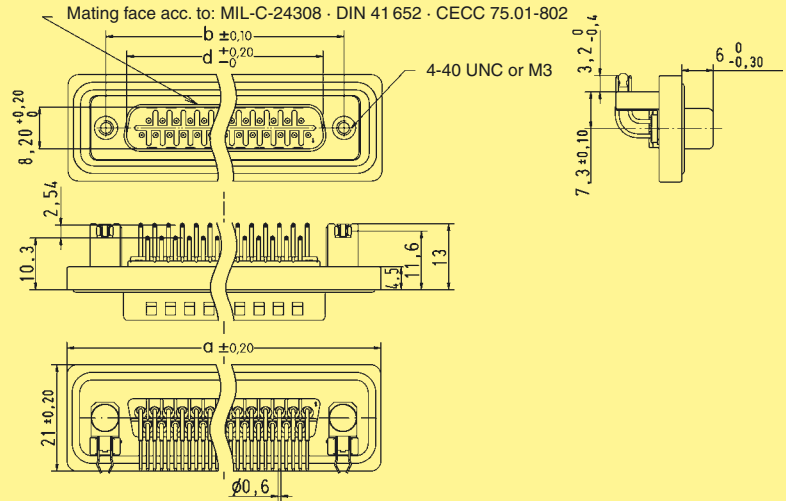 Mating face acc. to: MIL-C-24308 · DIN 41 652 · CECC 75.01-802
b ±0,10
d +0,20 -0
4-40 UNC or M3
8,20 +0,20 0
3,2 0 -0,4
6 0 -0,30
7,3 ±0,10
2,54
10.3
4.5
11,6
13
a ±0,20
21 ±0,20
Ø0,6